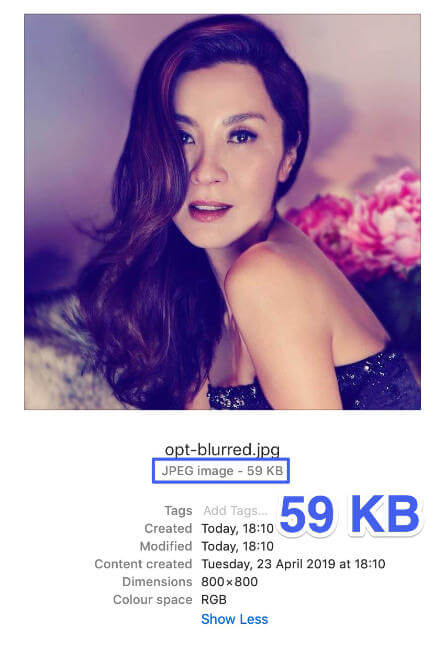 opt-blurred.jpg
JPEG image - 59 KB
Tags Add Tags...
59 KB
Created Today, 18:10
Modified Today, 18:10
Content created Tuesday, 23 April 2019 at 18:10
Dimensions 800×800
Colour space RGB
Show Less